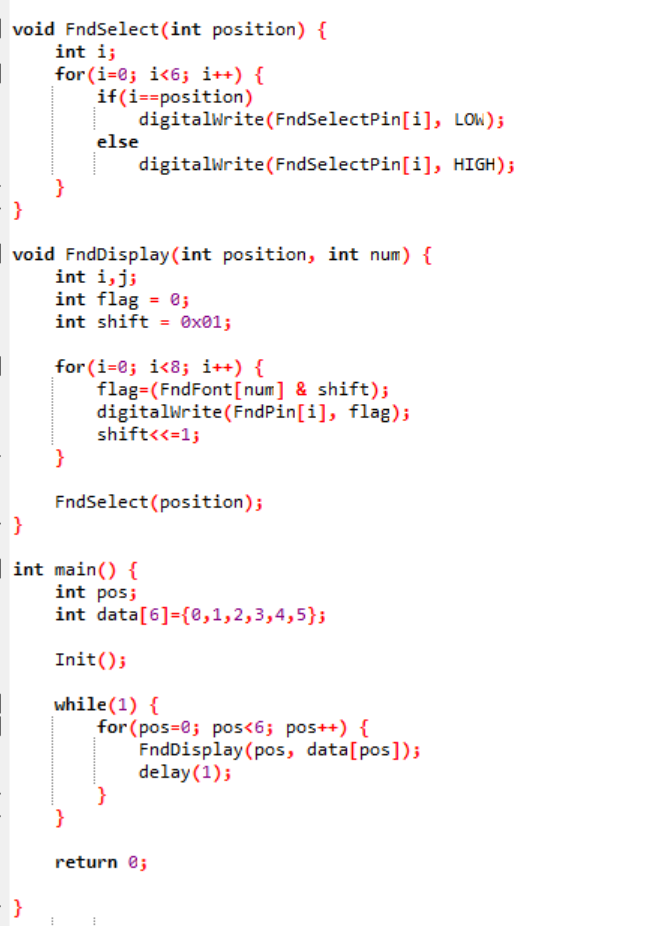 void FndSelect(int position) {
    int i;
    for(i=0; i<6; i++) {
        if(i==position)
            digitalWrite(FndSelectPin[i], LOW);
        else
            digitalWrite(FndSelectPin[i], HIGH);
    }
}

void FndDisplay(int position, int num) {
    int i,j;
    int flag = 0;
    int shift = 0x01;

    for(i=0; i<8; i++) {
        flag=(FndFont[num] & shift);
        digitalWrite(FndPin[i], flag);
        shift<<=1;
    }

    FndSelect(position);
}

int main() {
    int pos;
    int data[6]={0,1,2,3,4,5};

    Init();

    while(1) {
        for(pos=0; pos<6; pos++) {
            FndDisplay(pos, data[pos]);
            delay(1);
        }
    }

    return 0;

}